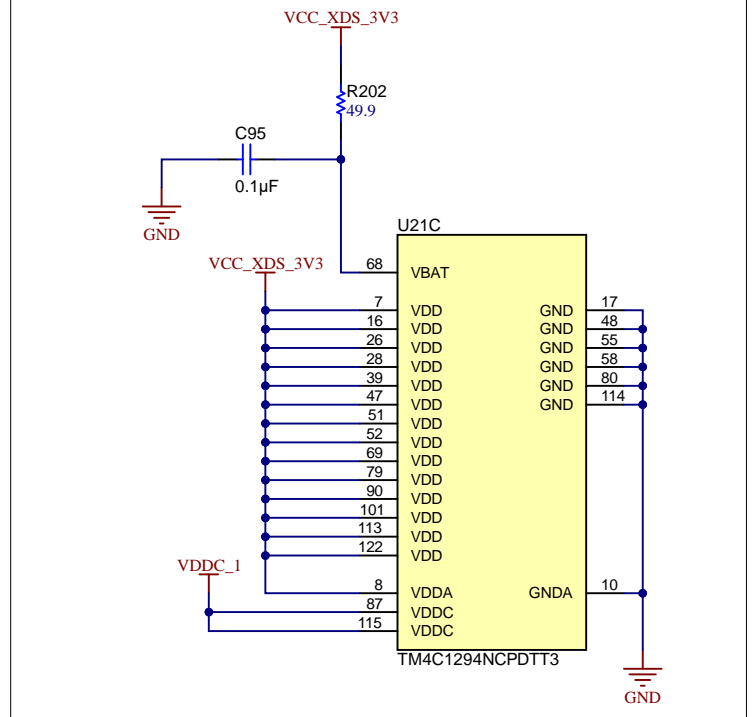 VCC_XDS_3V3
R202
49.9
C95
0.1µF
GND
U21C
VCC_XDS_3V3
68 VBAT
7 VDD GND 17
16 VDD GND 48
26 VDD GND 55
28 VDD GND 58
39 VDD GND 80
47 VDD GND 114
51 VDD
52 VDD
69 VDD
79 VDD
90 VDD
101 VDD
113 VDD
122 VDD
VDDC_1
8 VDDA GNDA 10
87 VDDC
115 VDDC
TM4C1294NCPDTT3
GND